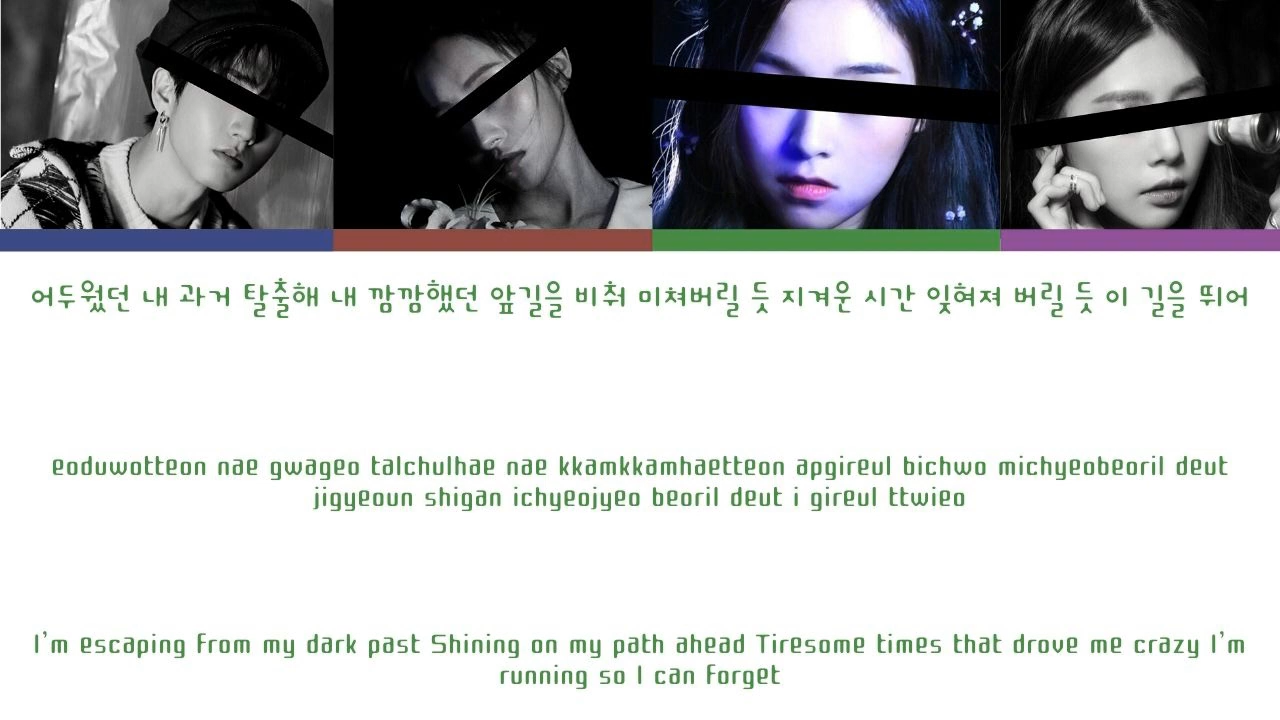 어두웠던 내 과거 탈출해 내 깜깜했던 앞길을 비춰 미쳐버릴 듯 지겨운 시간 잊혀져 버릴 듯 이 길을 뛰어
eoduwotteon nae gwageo talchulhae nae kkamkkamhaetteon apgireul bichwo michyeobeoril deut
jigyeoun shigan ichyeojyeo beoril deut i gireul ttwieo
I'm escaping from my dark past Shining on my path ahead Tiresome times that drove me crazy I'm
running so I can forget